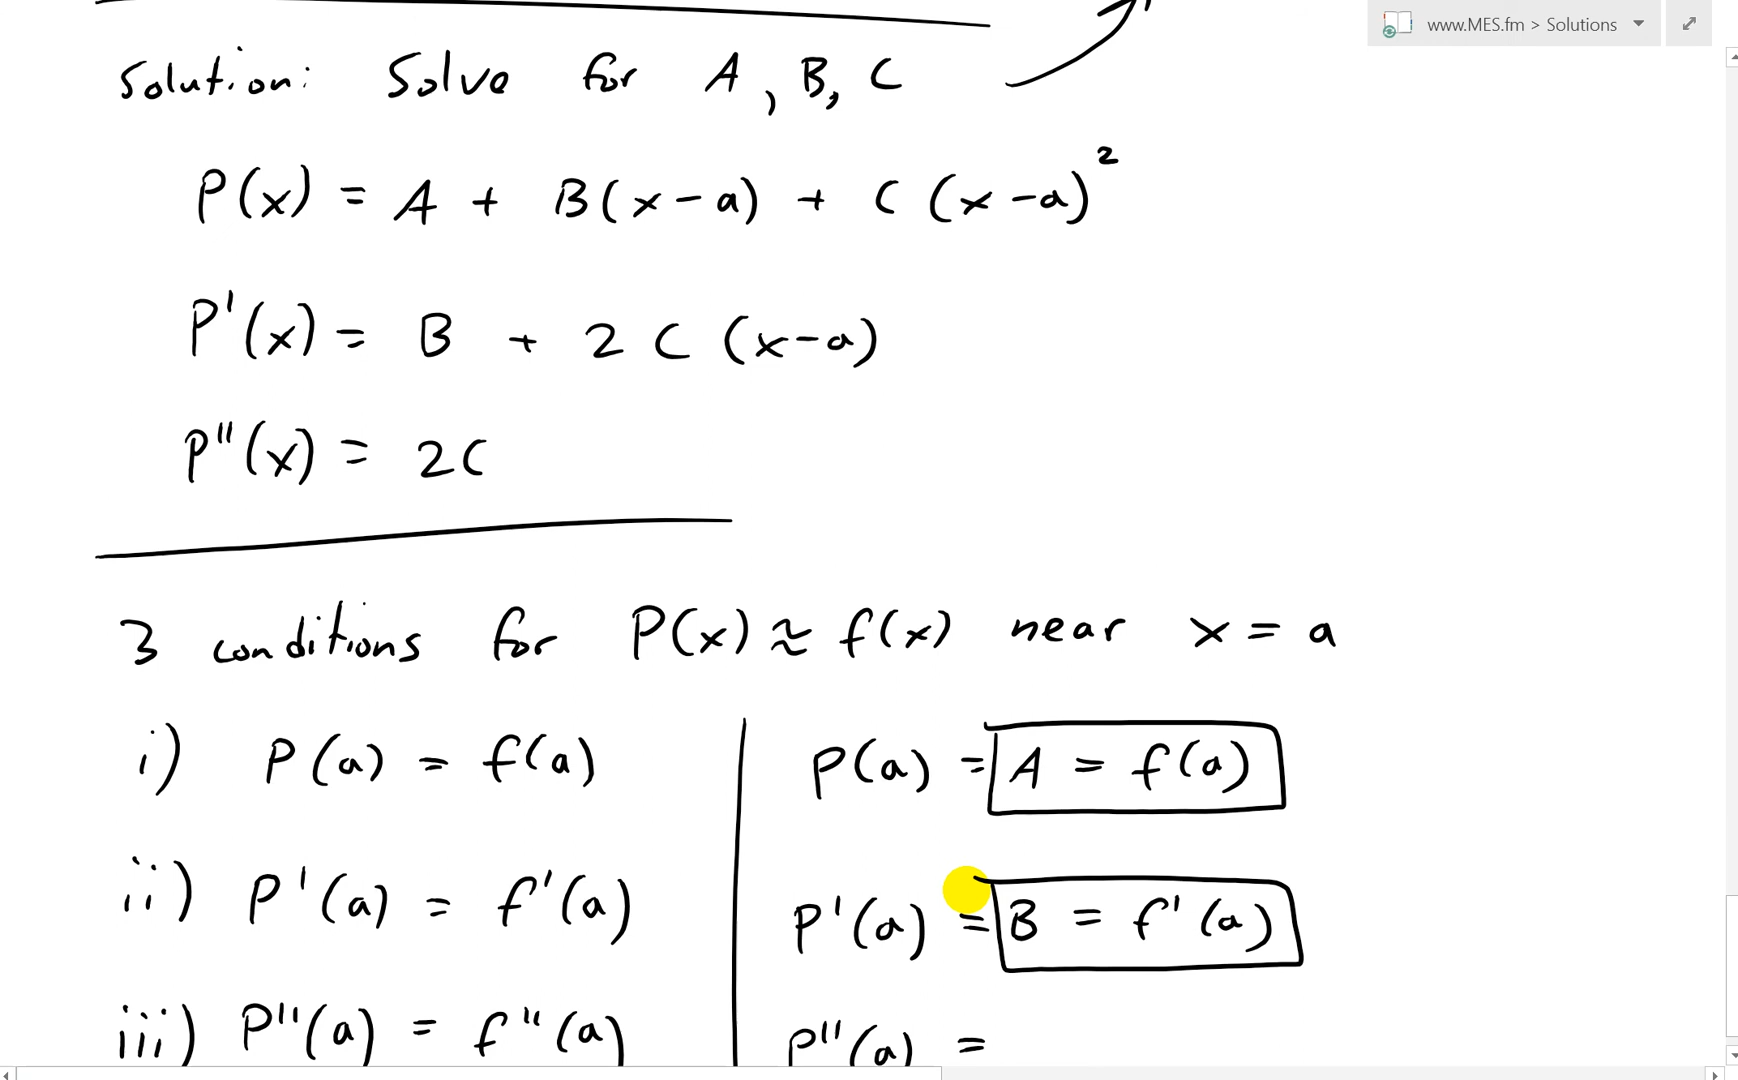 www.MES.fm > Solutions
Solution: Solve for A, B, C
P(x) = A + B(x-a) + C(x-a)²
P'(x) = B + 2C(x-a)
P''(x) = 2C
3 conditions for P(x) ≈ f(x) near x = a
i) P(a) = f(a)
P(a) = A = f(a)
ii) P'(a) = f'(a)
P'(a) = B = f'(a)
iii) P''(a) = f''(a)
P''(a) =